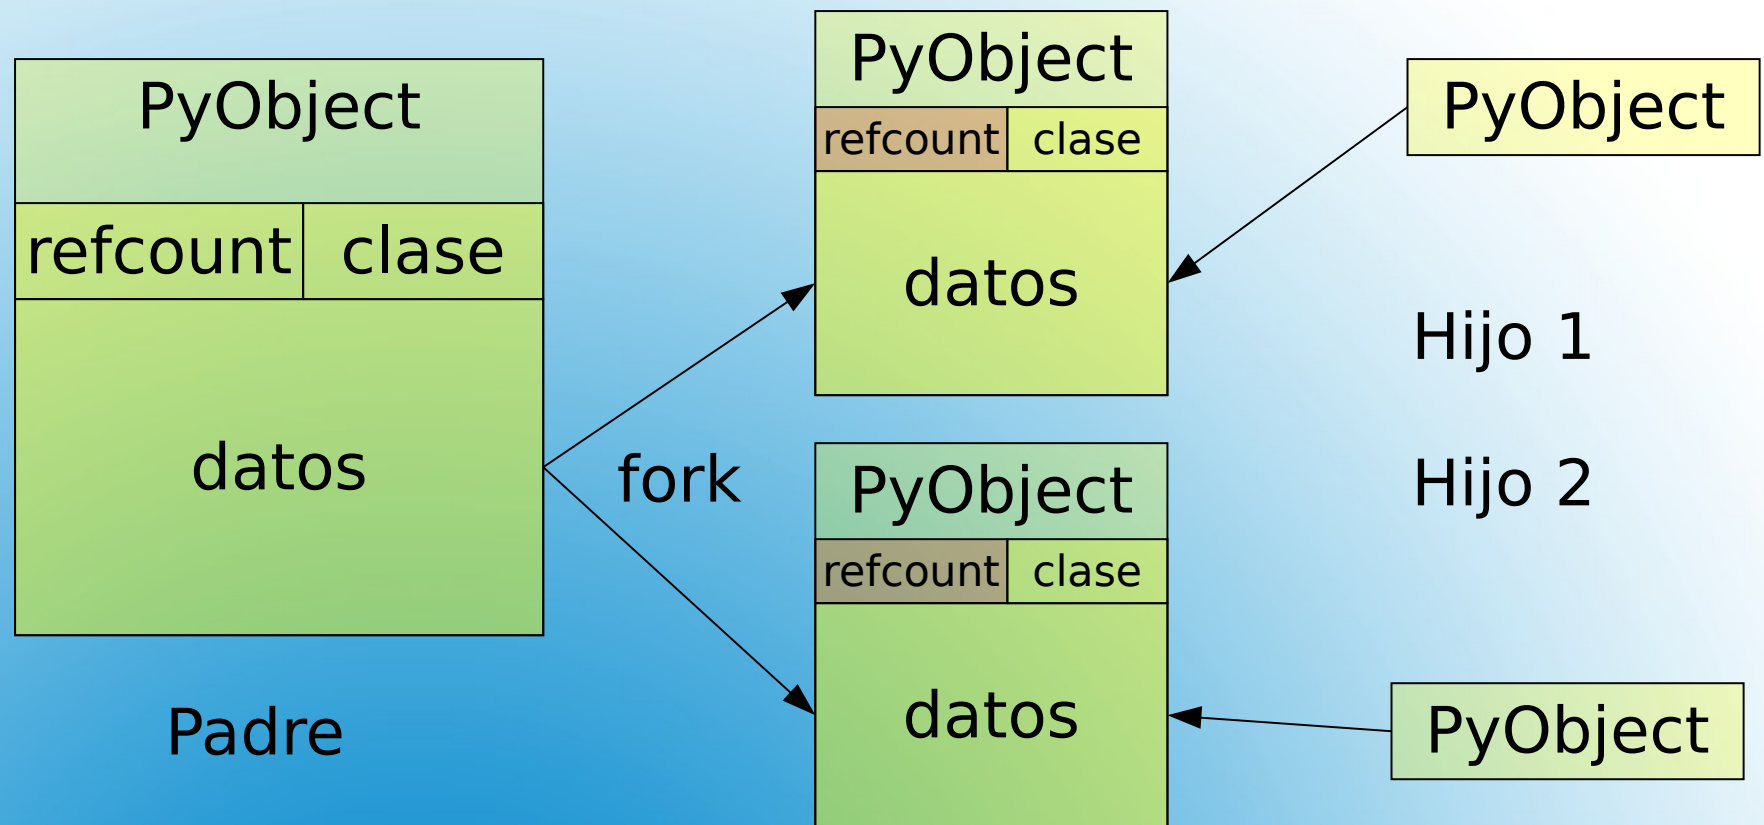 PyObject
refcount clase
datos
Padre
fork
PyObject
refcount clase
datos
PyObject
refcount clase
datos
PyObject
Hijo 1
Hijo 2
PyObject